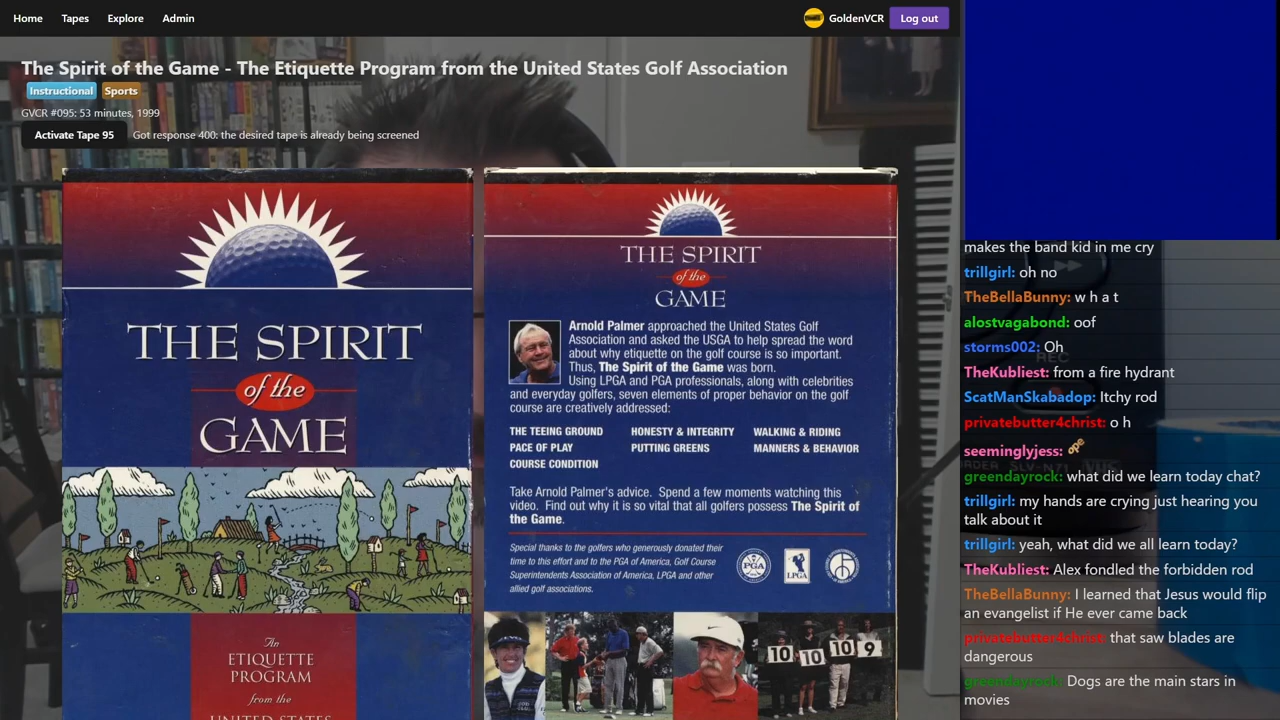 Home Tapes Explore Admin GoldenVCR Log out
The Spirit of the Game - The Etiquette Program from the United States Golf Association
Instructional Sports
GVCR #095: 53 minutes, 1999
Activate Tape 95 Got response 400: the desired tape is already being screened
THE SPIRIT
of the
GAME
An
ETIQUETTE
PROGRAM
from the
UNITED STATES
THE SPIRIT
of the
GAME
Arnold Palmer approached the United States Golf
Association and asked the USGA to help spread the word
about why etiquette on the golf course is so important.
Thus, The Spirit of the Game was born.
Using LPGA and PGA professionals, along with celebrities
and everyday golfers, seven elements of proper behavior on the golf
course are creatively addressed:
THE TEEING GROUND HONESTY & INTEGRITY WALKING & RIDING
PACE OF PLAY PUTTING GREENS MANNERS & BEHAVIOR
COURSE CONDITION
Take Arnold Palmer's advice. Spend a few moments watching this
video. Find out why it is so vital that all golfers possess The Spirit of
the Game.
Special thanks to the golfers who generously donated their
time to this effort and to the PGA of America, Golf Course
Superintendents Association of America, LPGA and other
allied golf associations.
PGA
LPGA
10 10 10 9
makes the band kid in me cry
trillgirl: oh no
TheBellaBunny: w h a t
alostvagabond: oof
storms002: Oh
REC
TheKubliest: from a fire hydrant
ScatManSkabadop: Itchy rod
privatebutter4christ: o h
seeminglyjess:
greendayrock: what did we learn today chat?
trillgirl: my hands are crying just hearing you
talk about it
trillgirl: yeah, what did we all learn today?
TheKubliest: Alex fondled the forbidden rod
TheBellaBunny: I learned that Jesus would flip
an evangelist if He ever came back
privatebutter4christ: that saw blades are
dangerous
greendayrock: Dogs are the main stars in
movies